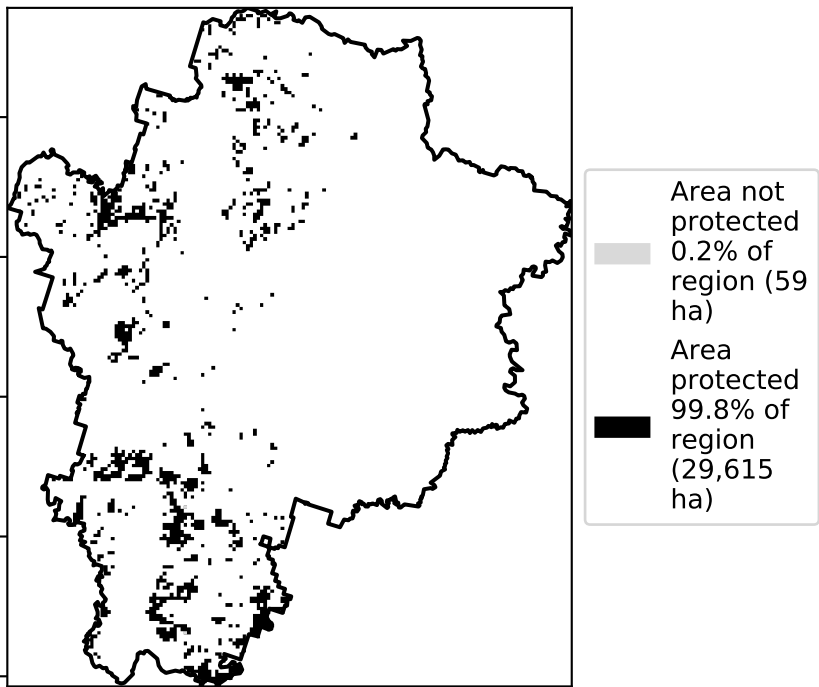 Area not
protected
0.2% of
region (59
ha)
Area
protected
99.8% of
region
(29,615
ha)